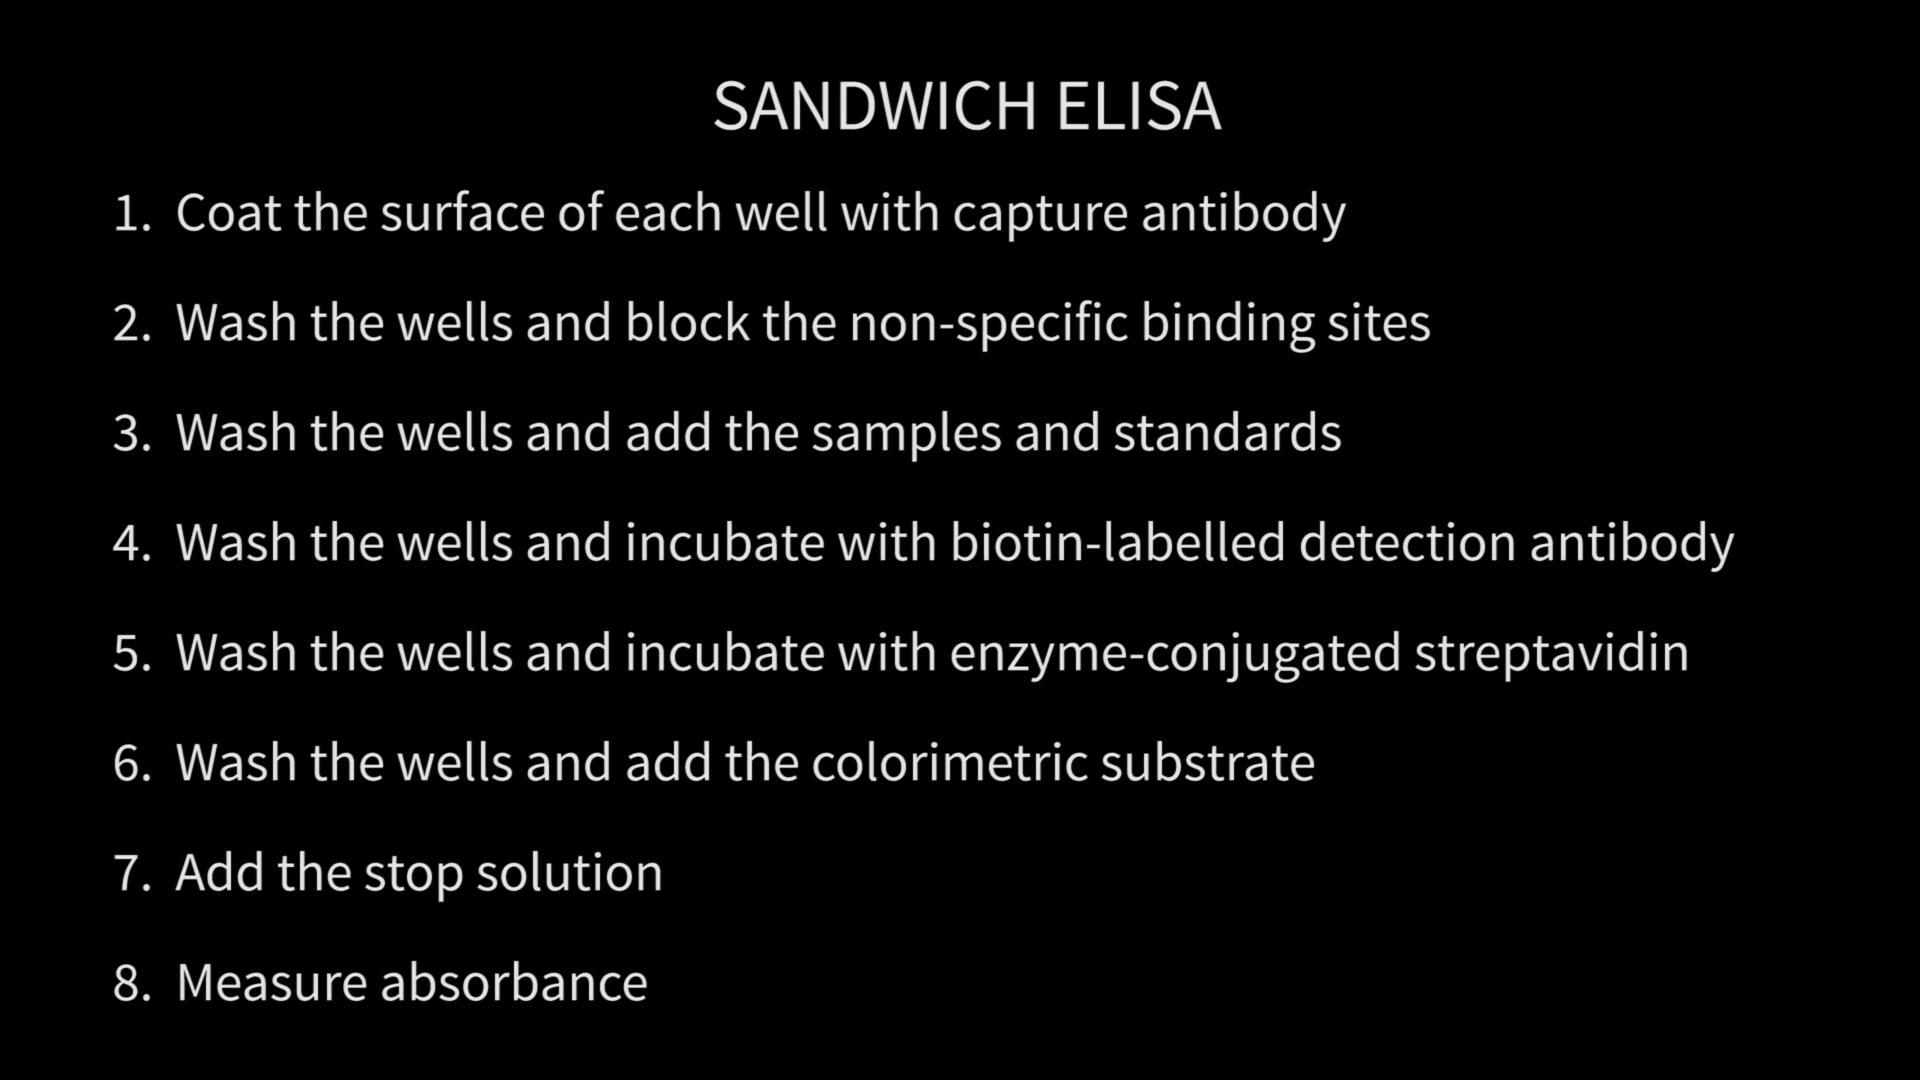 SANDWICH ELISA
1. Coat the surface of each well with capture antibody
2. Wash the wells and block the non-specific binding sites
3. Wash the wells and add the samples and standards
4. Wash the wells and incubate with biotin-labelled detection antibody
5. Wash the wells and incubate with enzyme-conjugated streptavidin
6. Wash the wells and add the colorimetric substrate
7. Add the stop solution
8. Measure absorbance